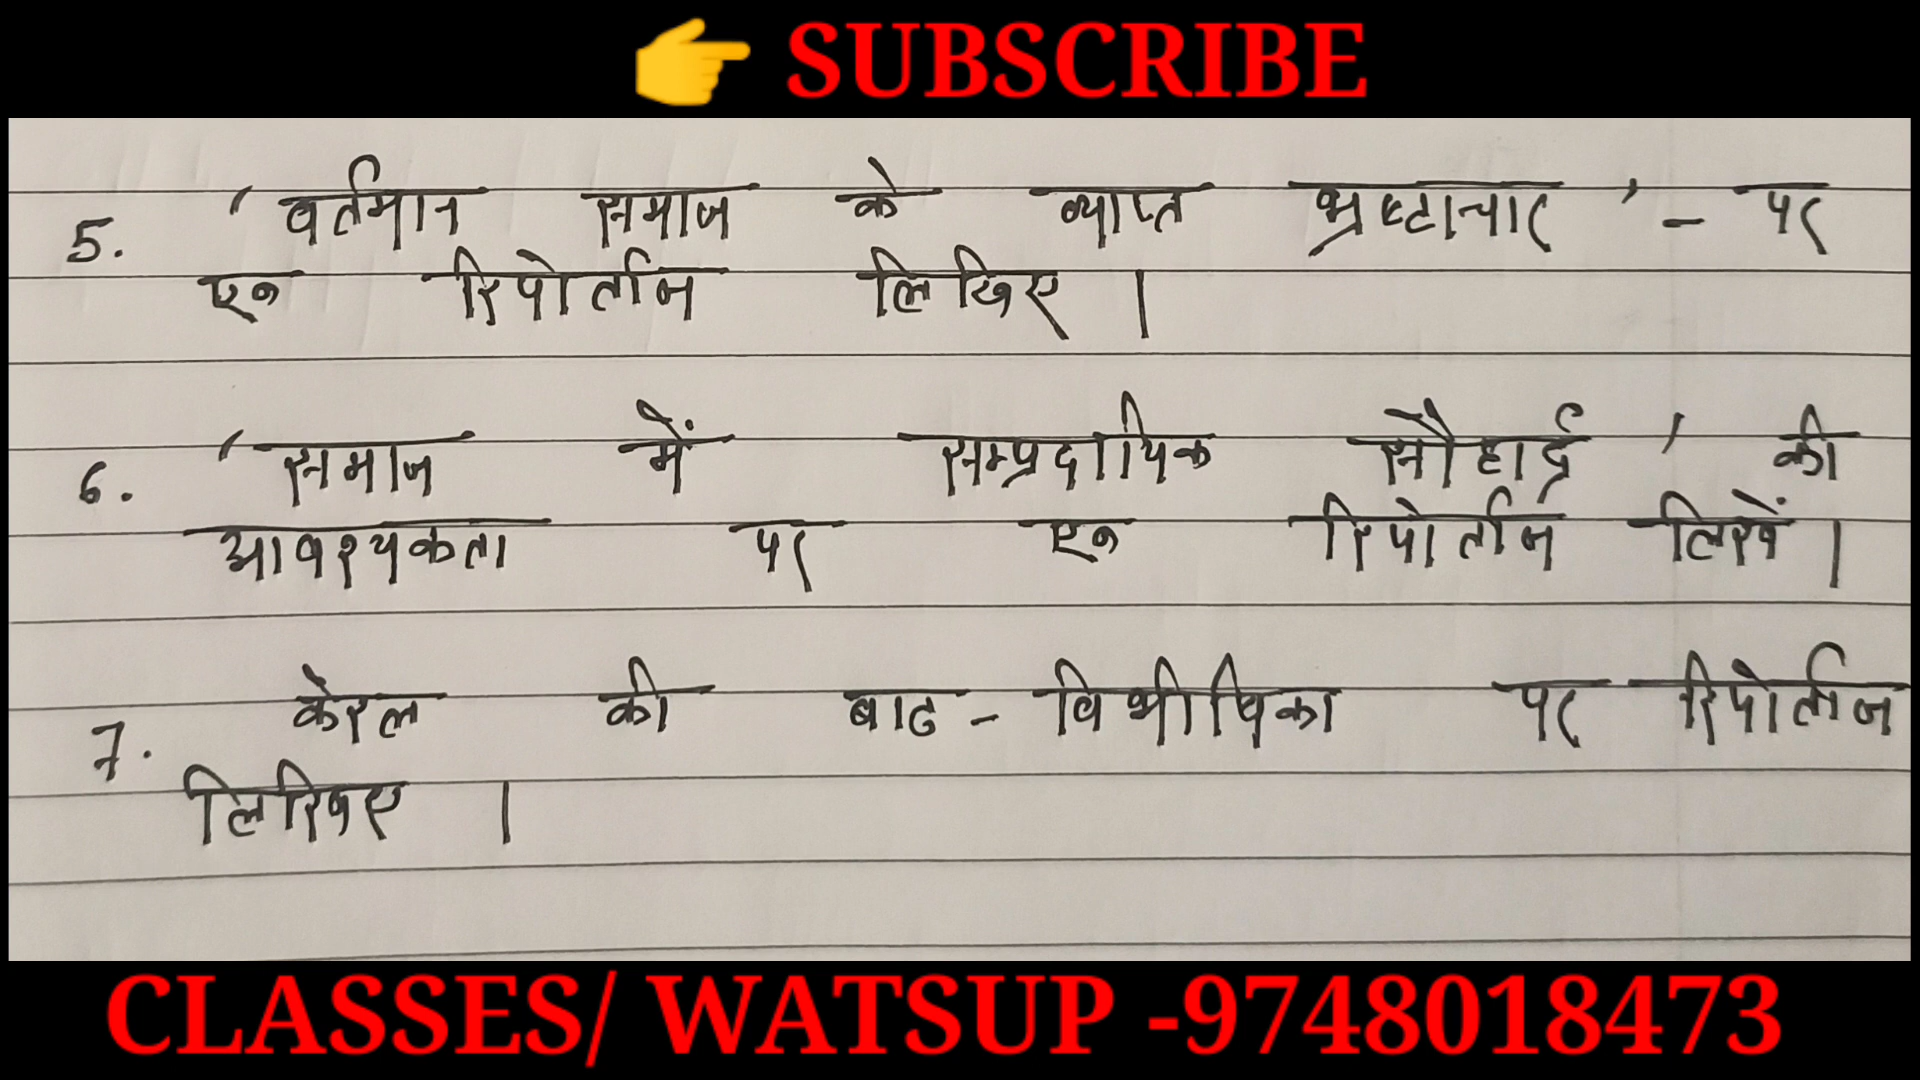 👉 SUBSCRIBE
5. ‘वर्तमान समाज के व्याप्त भ्रष्टाचार’ – पर
एक रिपोर्ताज लिखिए |
6. ‘समाज में सम्प्रदायिक सौहार्द्र’ की
आवश्यकता पर एक रिपोर्ताज लिखें |
7. केरल की बाढ – विभीषिका पर रिपोर्ताज
लिखिए |
CLASSES/ WATSUP -9748018473